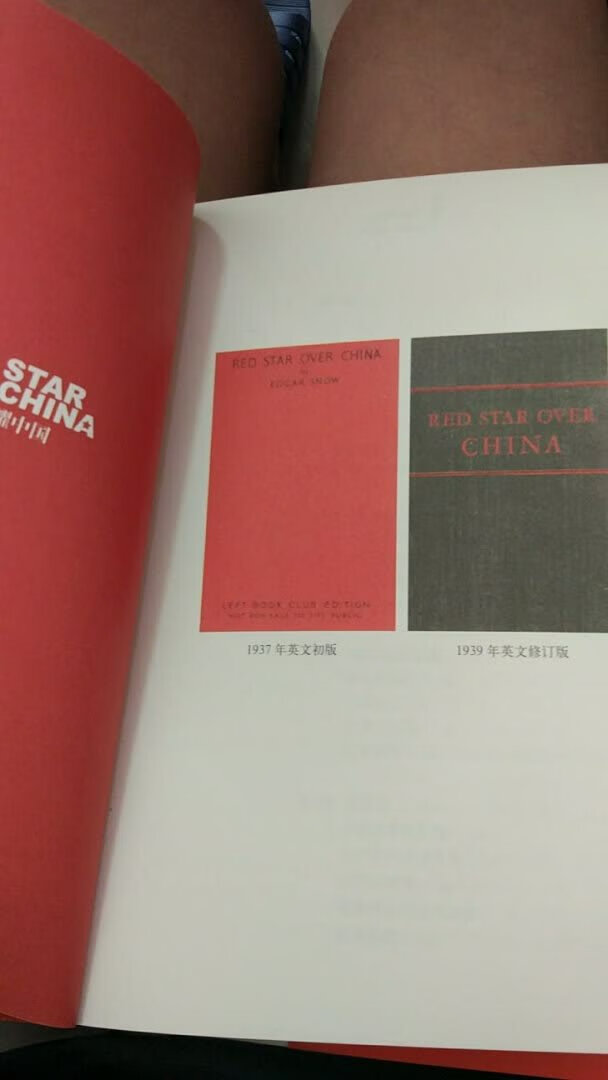 STAR
CHINA
耀中国
RED STAR OVER CHINA
by
EDGAR SNOW
LEFT BOOK CLUB EDITION
NOT FOR SALE TO THE PUBLIC
1937 年英文初版
RED STAR OVER
CHINA
1939 年英文修订版